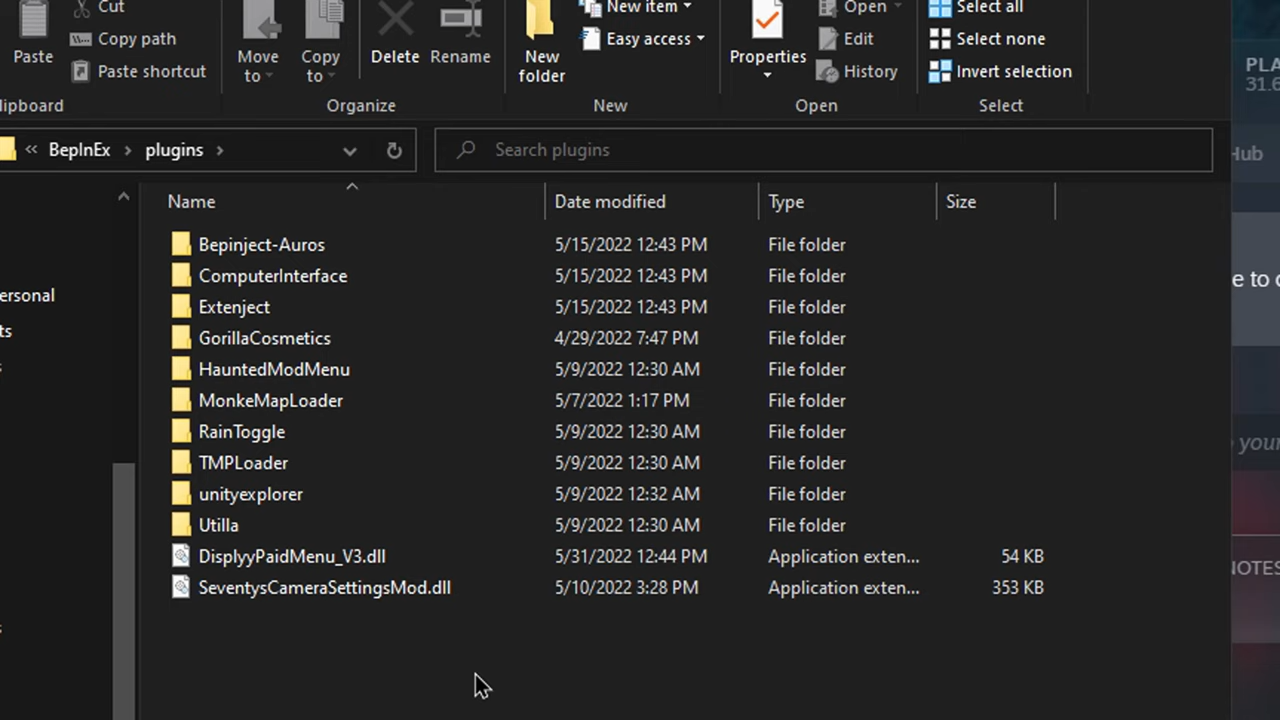 Paste
Cut
Copy path
Paste shortcut
lipboard
Move to
Copy to
Delete
Rename
Organize
New folder
New item
Easy access
New
Properties
Open
Edit
History
Open
Select all
Select none
Invert selection
Select
« BepInEx › plugins ›
Search plugins
Name Date modified Type Size
Bepinject-Auros 5/15/2022 12:43 PM File folder
ComputerInterface 5/15/2022 12:43 PM File folder
Extenject 5/15/2022 12:43 PM File folder
GorillaCosmetics 4/29/2022 7:47 PM File folder
HauntedModMenu 5/9/2022 12:30 AM File folder
MonkeMapLoader 5/7/2022 1:17 PM File folder
RainToggle 5/9/2022 12:30 AM File folder
TMPLoader 5/9/2022 12:30 AM File folder
unityexplorer 5/9/2022 12:32 AM File folder
Utilla 5/9/2022 12:30 AM File folder
DisplyyPaidMenu_V3.dll 5/31/2022 12:44 PM Application exten... 54 KB
SeventysCameraSettingsMod.dll 5/10/2022 3:28 PM Application exten... 353 KB
ersonal
ts
s
PLA
31.6
Hub
e to
your
NOTES